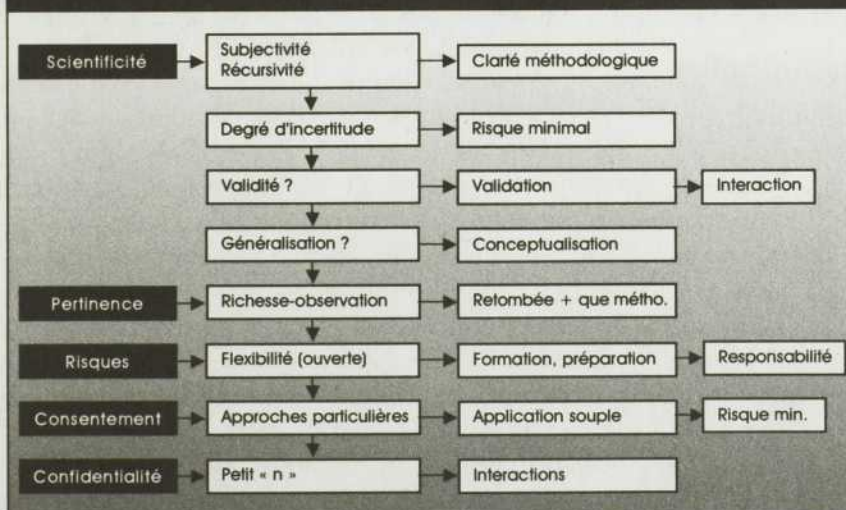 Scientificité
Subjectivité
Récursivité
Clarté méthodologique
Degré d'incertitude
Risque minimal
Validité ?
Validation
Interaction
Généralisation ?
Conceptualisation
Pertinence
Richesse-observation
Retombée + que métho.
Risques
Flexibilité (ouverte)
Formation, préparation
Responsabilité
Consentement
Approches particulières
Application souple
Risque min.
Confidentialité
Petit « n »
Interactions